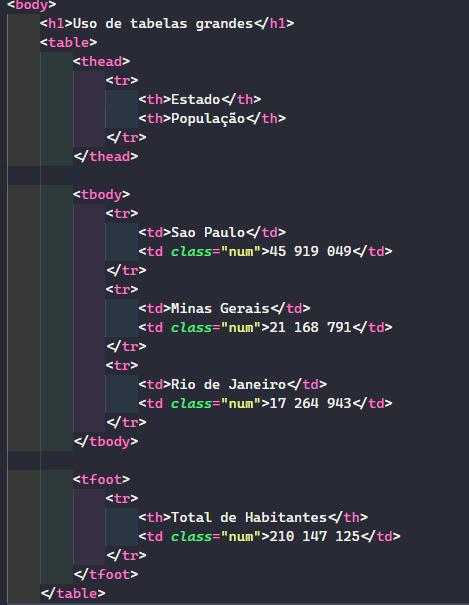 <body>
<h1>Uso de tabelas grandes</h1>
<table>
<thead>
<tr>
<th>Estado</th>
<th>População</th>
</tr>
</thead>
<tbody>
<tr>
<td>Sao Paulo</td>
<td class="num">45 919 049</td>
</tr>
<tr>
<td>Minas Gerais</td>
<td class="num">21 168 791</td>
</tr>
<tr>
<td>Rio de Janeiro</td>
<td class="num">17 264 943</td>
</tr>
</tbody>
<tfoot>
<tr>
<th>Total de Habitantes</th>
<td class="num">210 147 125</td>
</tr>
</tfoot>
</table>